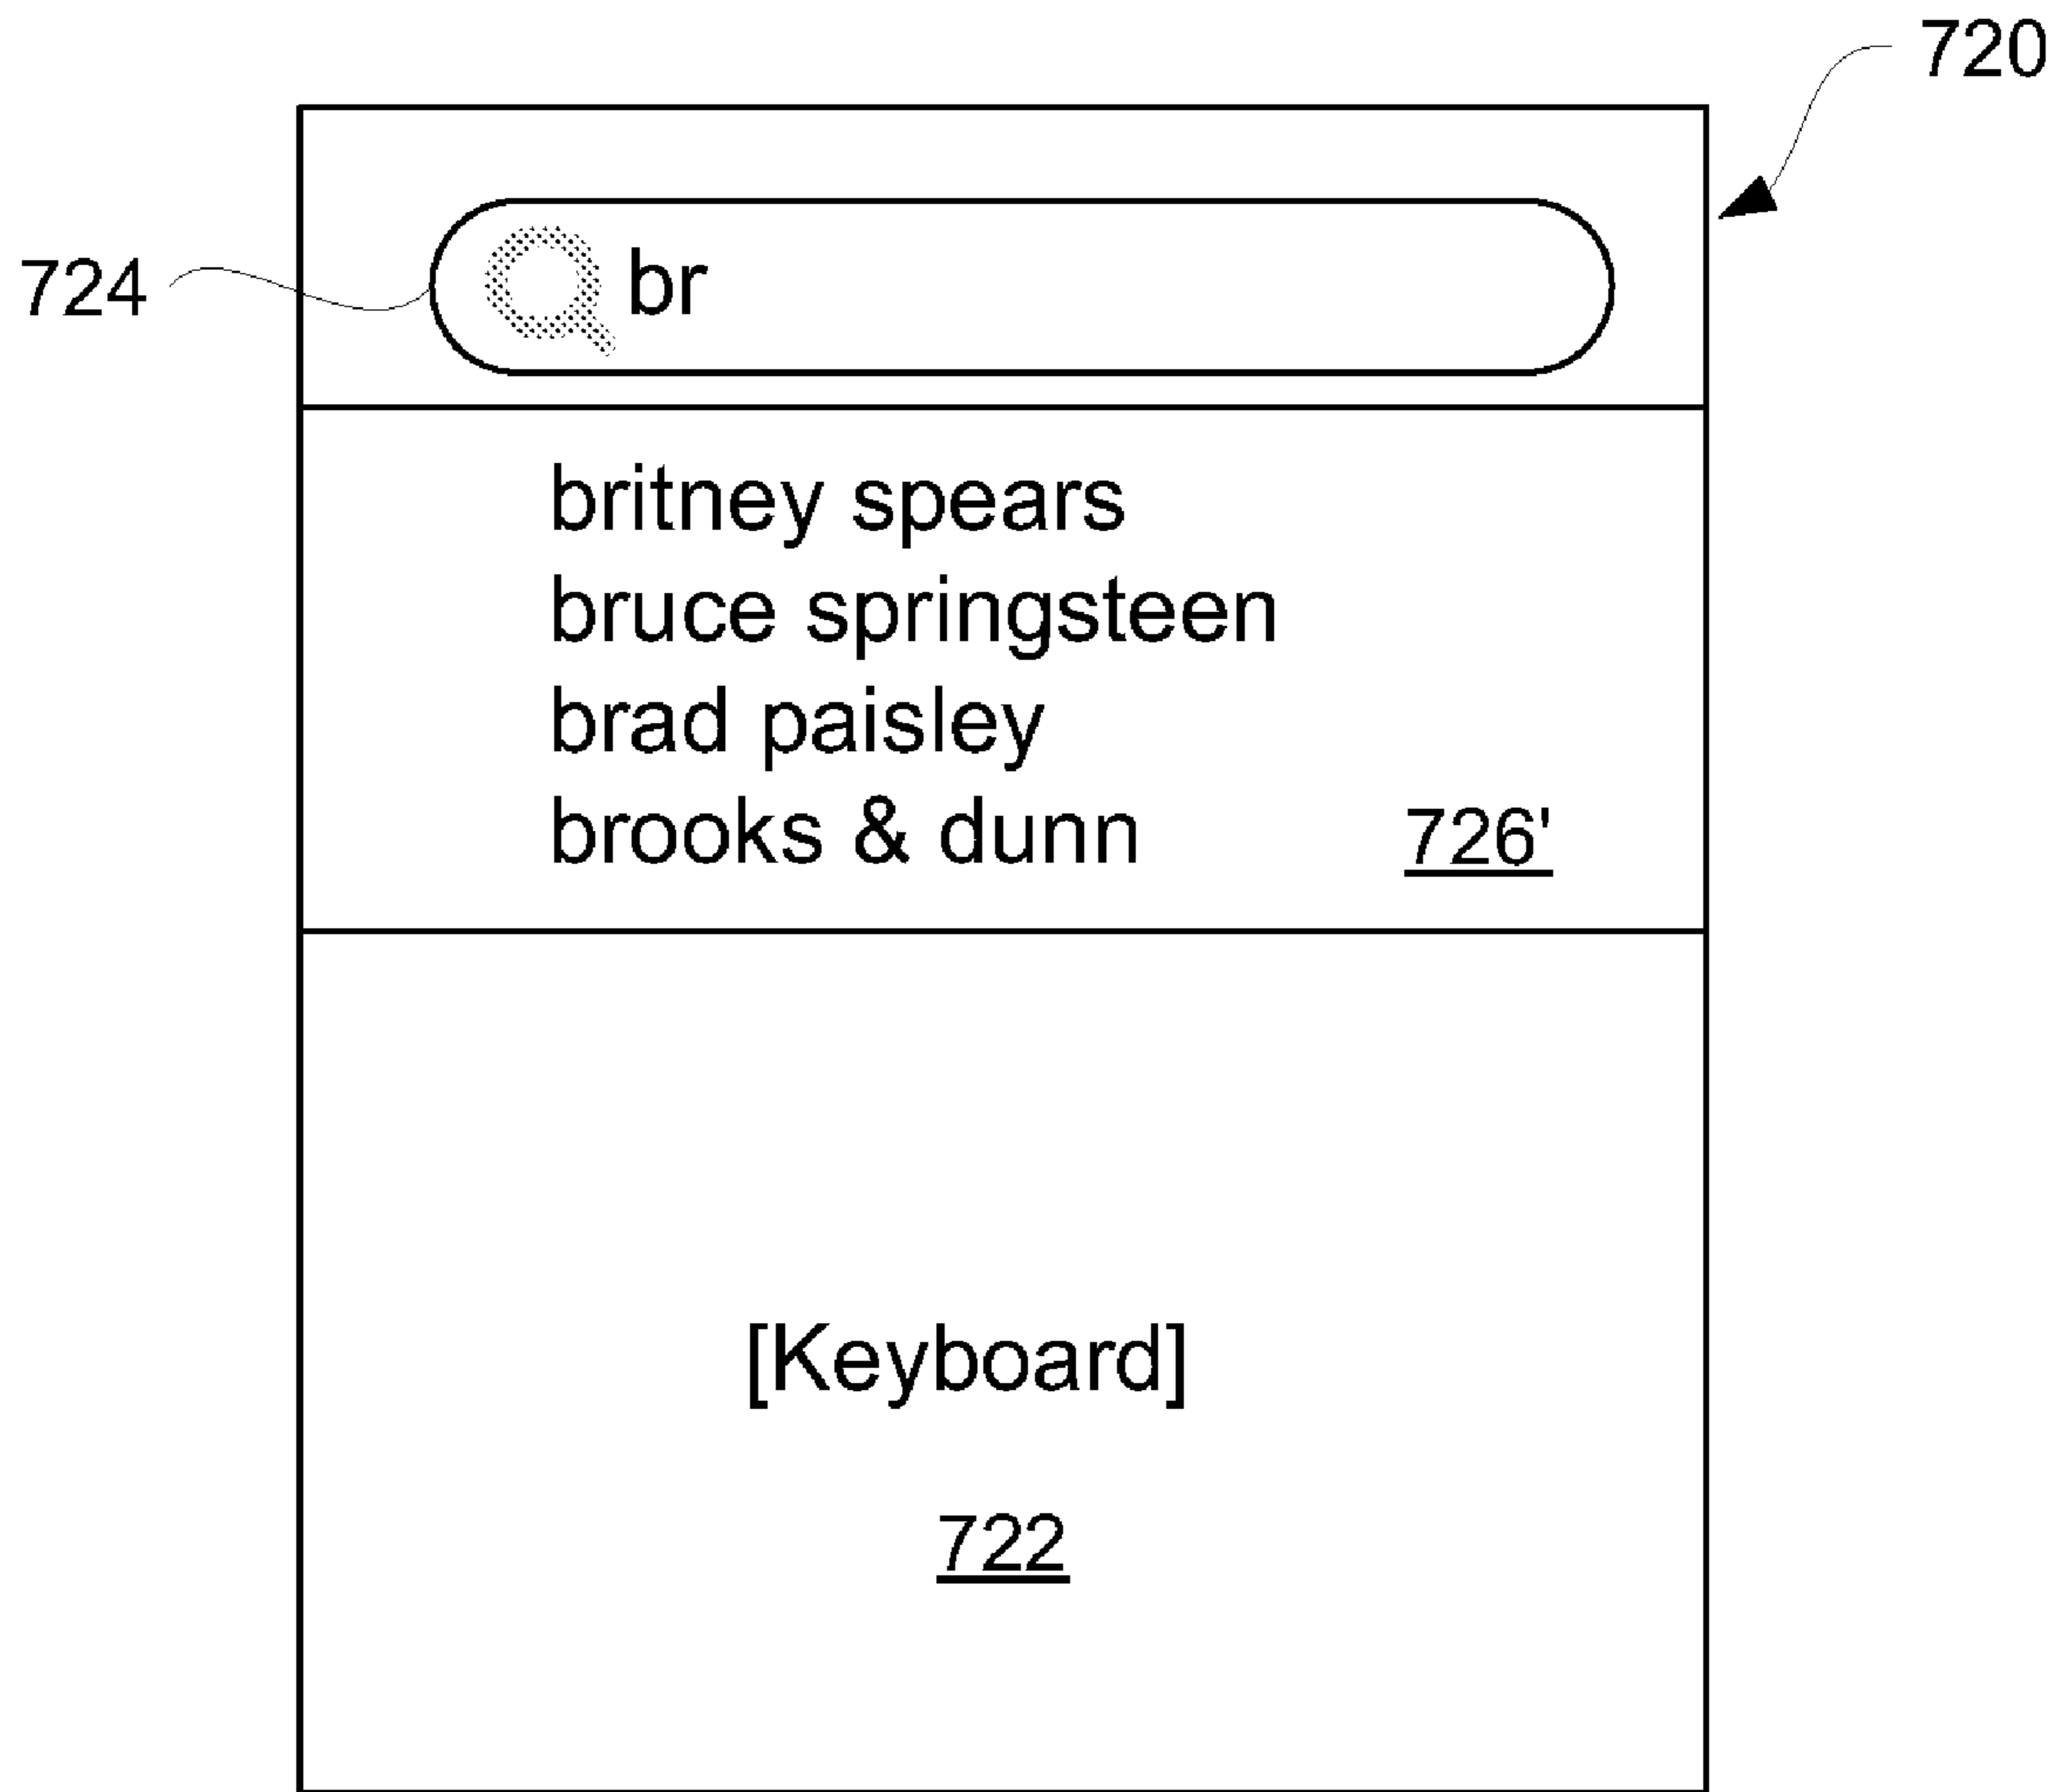 720
724
br
britney spears
bruce springsteen
brad paisley
brooks & dunn
726'
[Keyboard]
722